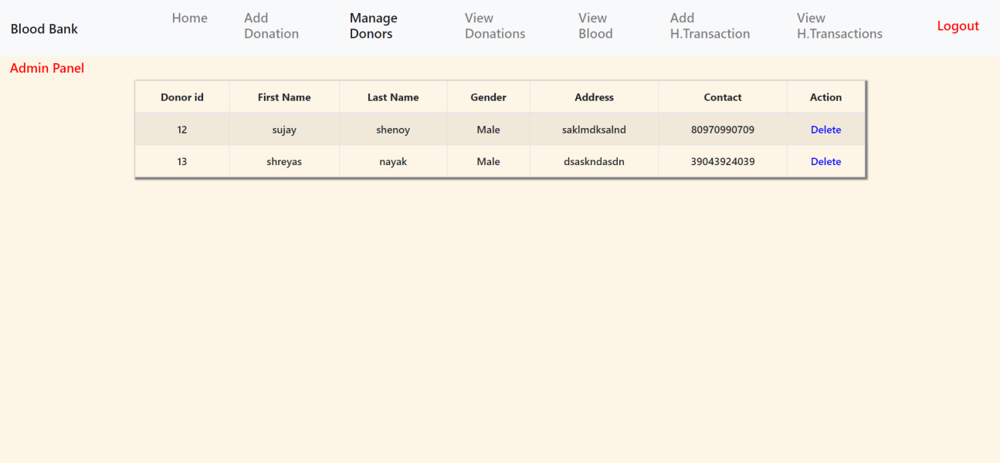 Blood Bank
Home
Add
Donation
Manage
Donors
View
Donations
View
Blood
Add
H.Transaction
View
H.Transactions
Logout
Admin Panel
Donor id First Name Last Name Gender Address Contact Action
12 sujay shenoy Male saklmdksalnd 80970990709 Delete
13 shreyas nayak Male dsaskndasdn 39043924039 Delete